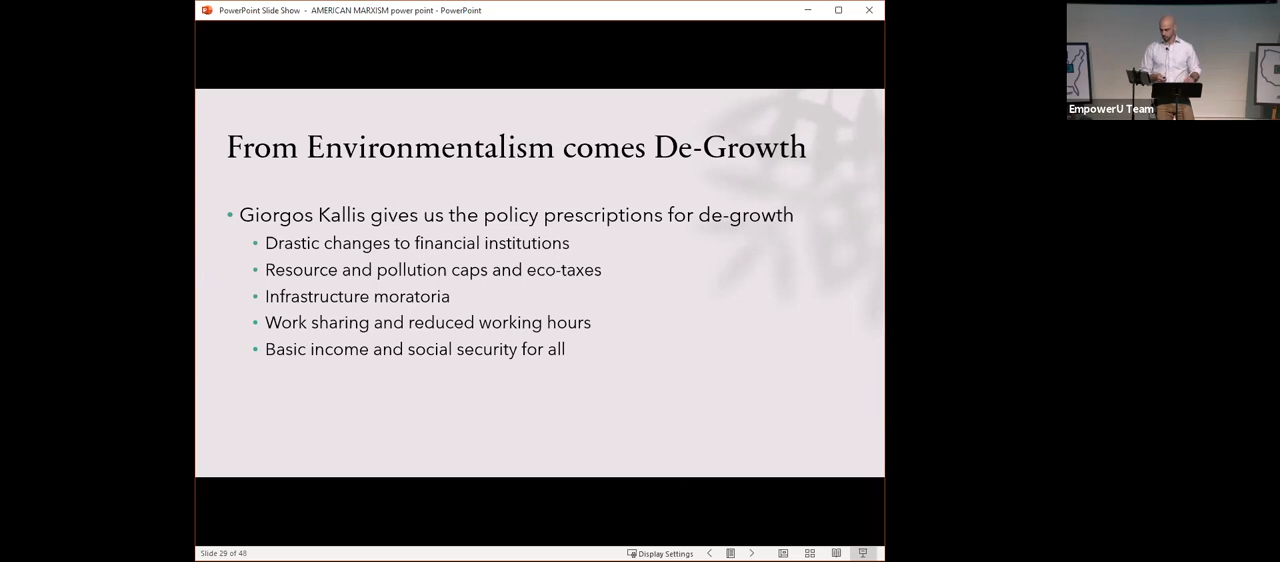 PowerPoint Slide Show - AMERICAN MARXISM power point - PowerPoint
EmpowerU Team
From Environmentalism comes De-Growth
• Giorgos Kallis gives us the policy prescriptions for de-growth
• Drastic changes to financial institutions
• Resource and pollution caps and eco-taxes
• Infrastructure moratoria
• Work sharing and reduced working hours
• Basic income and social security for all
Slide 29 of 48
Display Settings